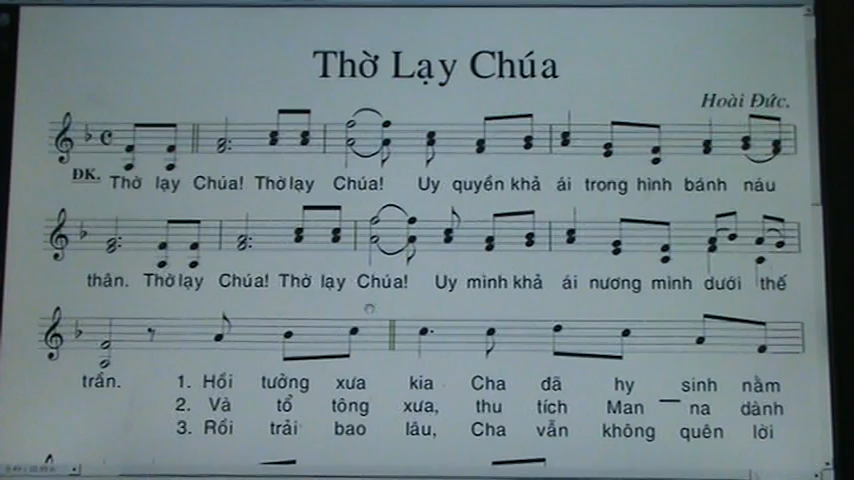 Thờ Lạy Chúa
Hoài Đức.
ĐK. Thờ lạy Chúa! Thờ lạy Chúa! Uy quyền khả ái trong hình bánh náu
thân. Thờ lạy Chúa! Thờ lạy Chúa! Uy mình khả ái nương mình dưới thế
trần. 1. Hồi tưởng xưa kia Cha đã hy sinh nằm
2. Và tổ tông xưa, thu tích Man — na dành
3. Rồi trải bao lâu, Cha vẫn không quên lời